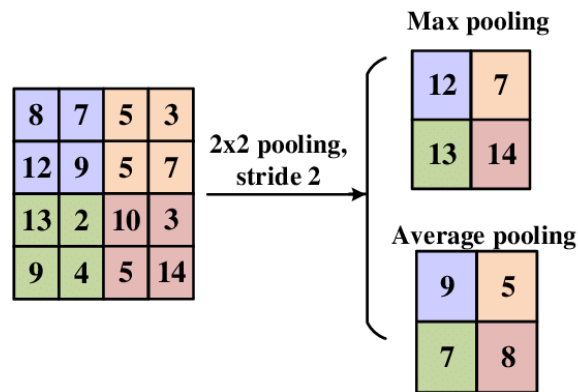 Max pooling
12 7
13 14
8 7 5 3
12 9 5 7
13 2 10 3
9 4 5 14
2x2 pooling,
stride 2
Average pooling
9 5
7 8